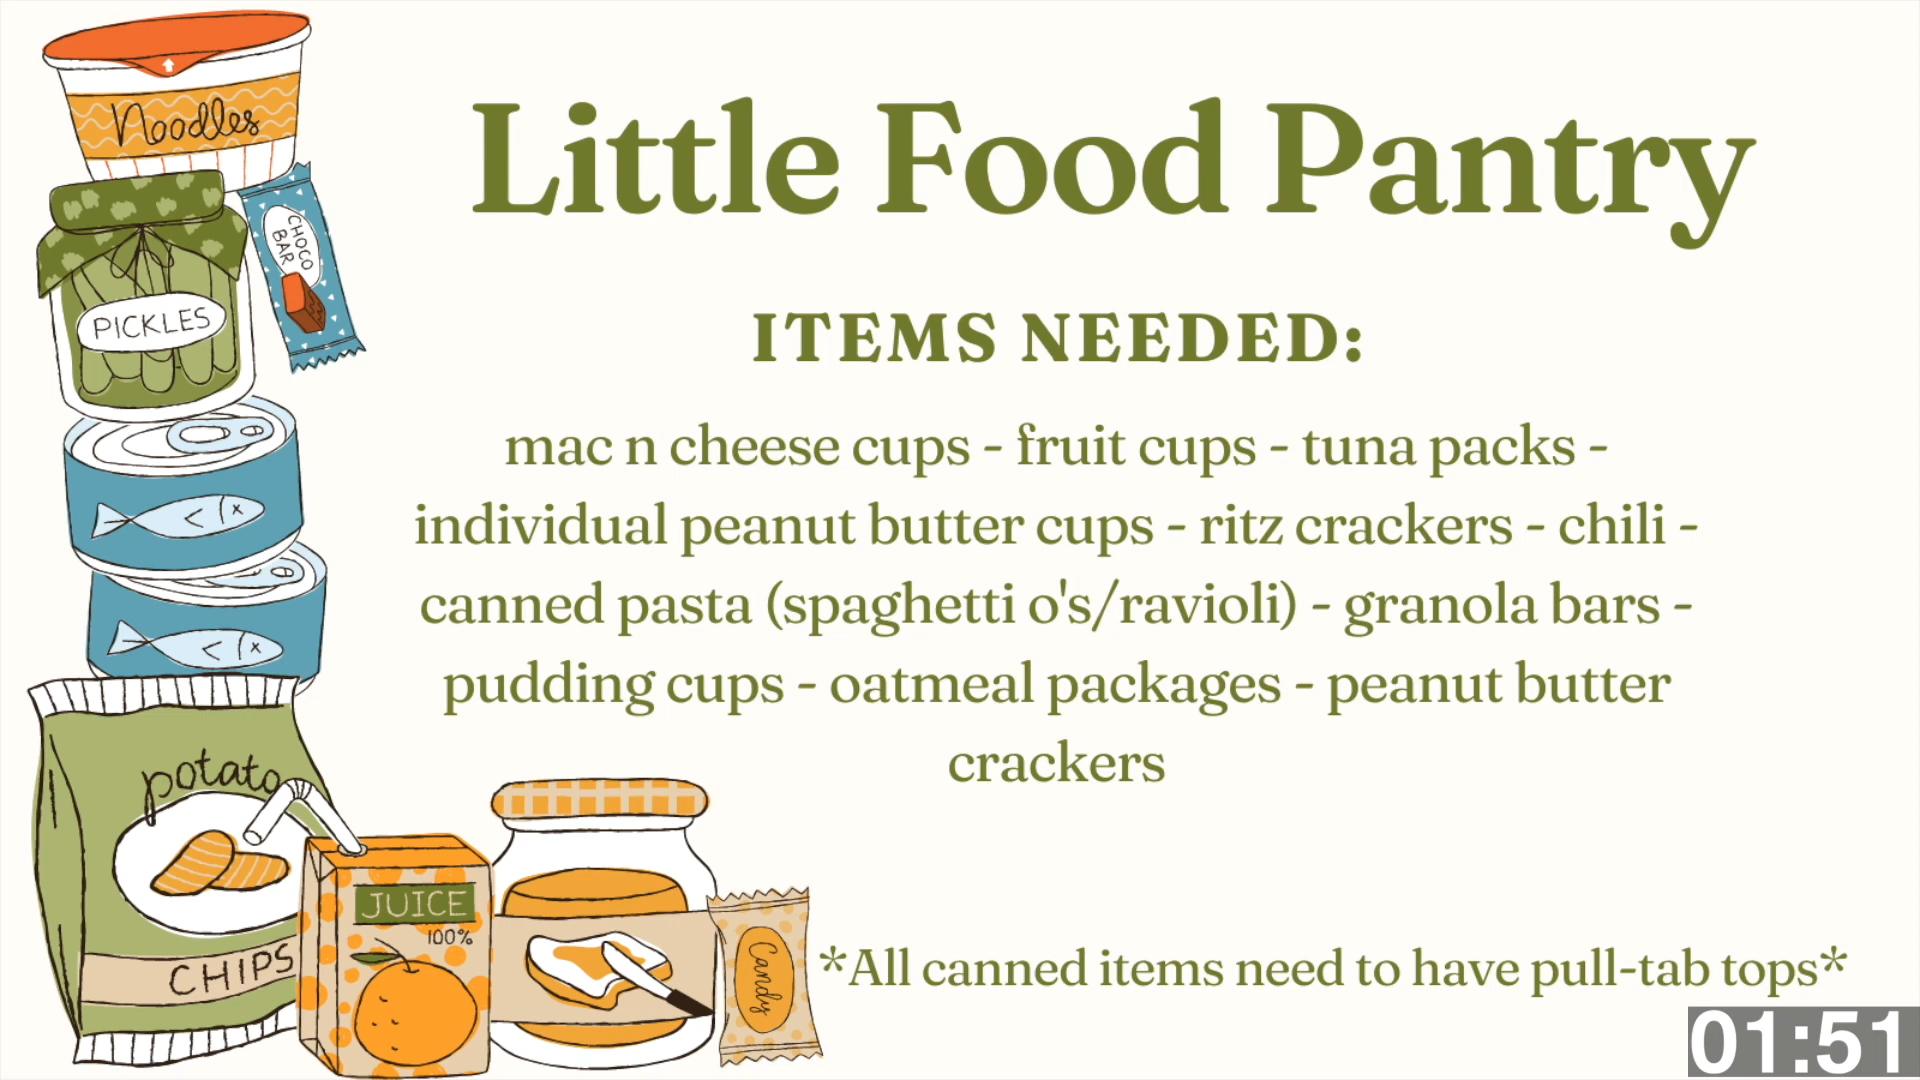 Noodles
CHOCO
BAR
PICKLES
potato
CHIPS
JUICE
100%
Candy
Little Food Pantry
ITEMS NEEDED:
mac n cheese cups - fruit cups - tuna packs -
individual peanut butter cups - ritz crackers - chili -
canned pasta (spaghetti o's/ravioli) - granola bars -
pudding cups - oatmeal packages - peanut butter
crackers
*All canned items need to have pull-tab tops*
01:51